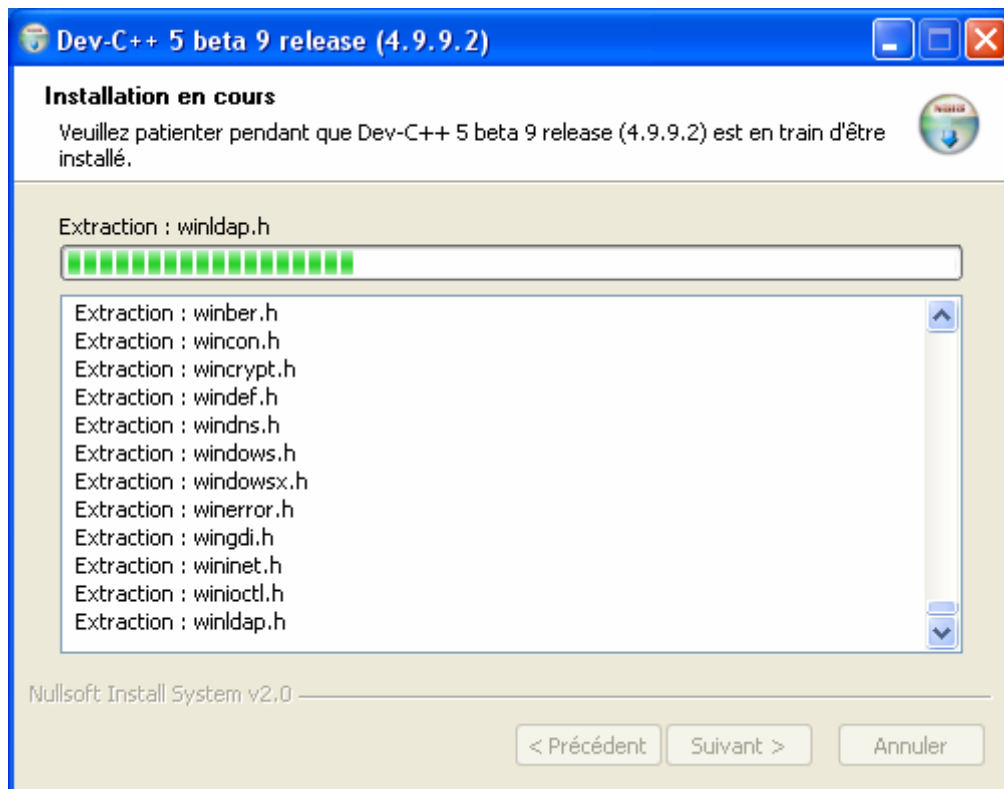 Dev-C++ 5 beta 9 release (4.9.9.2)
Installation en cours
Veuillez patienter pendant que Dev-C++ 5 beta 9 release (4.9.9.2) est en train d'être
installé.
Extraction : winldap.h
Extraction : winber.h
Extraction : wincon.h
Extraction : wincrypt.h
Extraction : windef.h
Extraction : windns.h
Extraction : windows.h
Extraction : windowsx.h
Extraction : winerror.h
Extraction : wingdi.h
Extraction : wininet.h
Extraction : winioctl.h
Extraction : winldap.h
Nullsoft Install System v2.0
< Précédent Suivant > Annuler